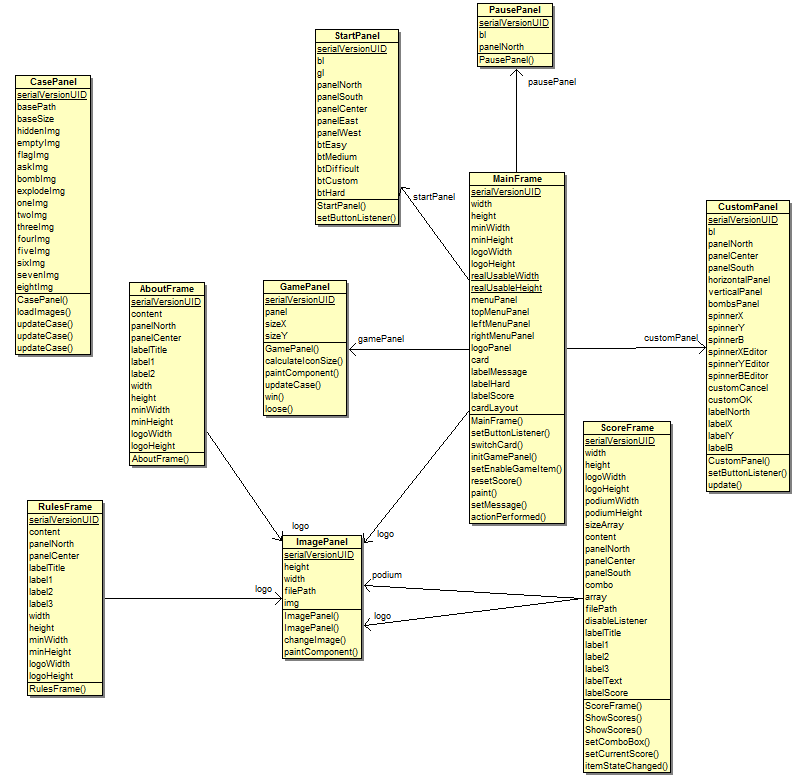 PausePanel
serialVersionUID
bl
panelNorth
PausePanel()
pausePanel
StartPanel
serialVersionUID
bl
gl
panelNorth
panelSouth
panelCenter
panelEast
panelWest
btEasy
btMedium
btDifficult
btCustom
btHard
StartPanel()
setButtonListener()
startPanel
CasePanel
serialVersionUID
basePath
baseSize
hiddenImg
emptyImg
flagImg
askImg
bombImg
explodeImg
oneImg
twoImg
threeImg
fourImg
fiveImg
sixImg
sevenImg
eightImg
CasePanel()
loadImages()
updateCase()
updateCase()
updateCase()
MainFrame
serialVersionUID
width
height
minWidth
minHeight
logoWidth
logoHeight
realUsableWidth
realUsableHeight
menuPanel
topMenuPanel
leftMenuPanel
rightMenuPanel
logoPanel
card
labelMessage
labelHard
labelScore
cardLayout
MainFrame()
setButtonListener()
switchCard()
initGamePanel()
setEnableGameItem()
resetScore()
paint()
setMessage()
actionPerformed()
CustomPanel
serialVersionUID
bl
panelNorth
panelCenter
panelSouth
horizontalPanel
verticalPanel
bombsPanel
spinnerX
spinnerY
spinnerB
spinnerXEditor
spinnerYEditor
spinnerBEditor
customCancel
customOK
labelNorth
labelX
labelY
labelB
CustomPanel()
setButtonListener()
update()
customPanel
AboutFrame
serialVersionUID
content
panelNorth
panelCenter
labelTitle
label1
label2
width
height
minWidth
minHeight
logoWidth
logoHeight
AboutFrame()
GamePanel
serialVersionUID
panel
sizeX
sizeY
GamePanel()
calculateIconSize()
paintComponent()
updateCase()
win()
loose()
gamePanel
ScoreFrame
serialVersionUID
width
height
logoWidth
logoHeight
podiumWidth
podiumHeight
sizeArray
content
panelNorth
panelCenter
panelSouth
combo
array
filePath
disableListener
labelTitle
label1
label2
label3
labelText
labelScore
ScoreFrame()
ShowScores()
ShowScores()
setComboBox()
setCurrentScore()
itemStateChanged()
RulesFrame
serialVersionUID
content
panelNorth
panelCenter
labelTitle
label1
label2
label3
width
height
minWidth
minHeight
logoWidth
logoHeight
RulesFrame()
logo
logo
logo
podium
logo
ImagePanel
serialVersionUID
height
width
filePath
img
ImagePanel()
ImagePanel()
changeImage()
paintComponent()